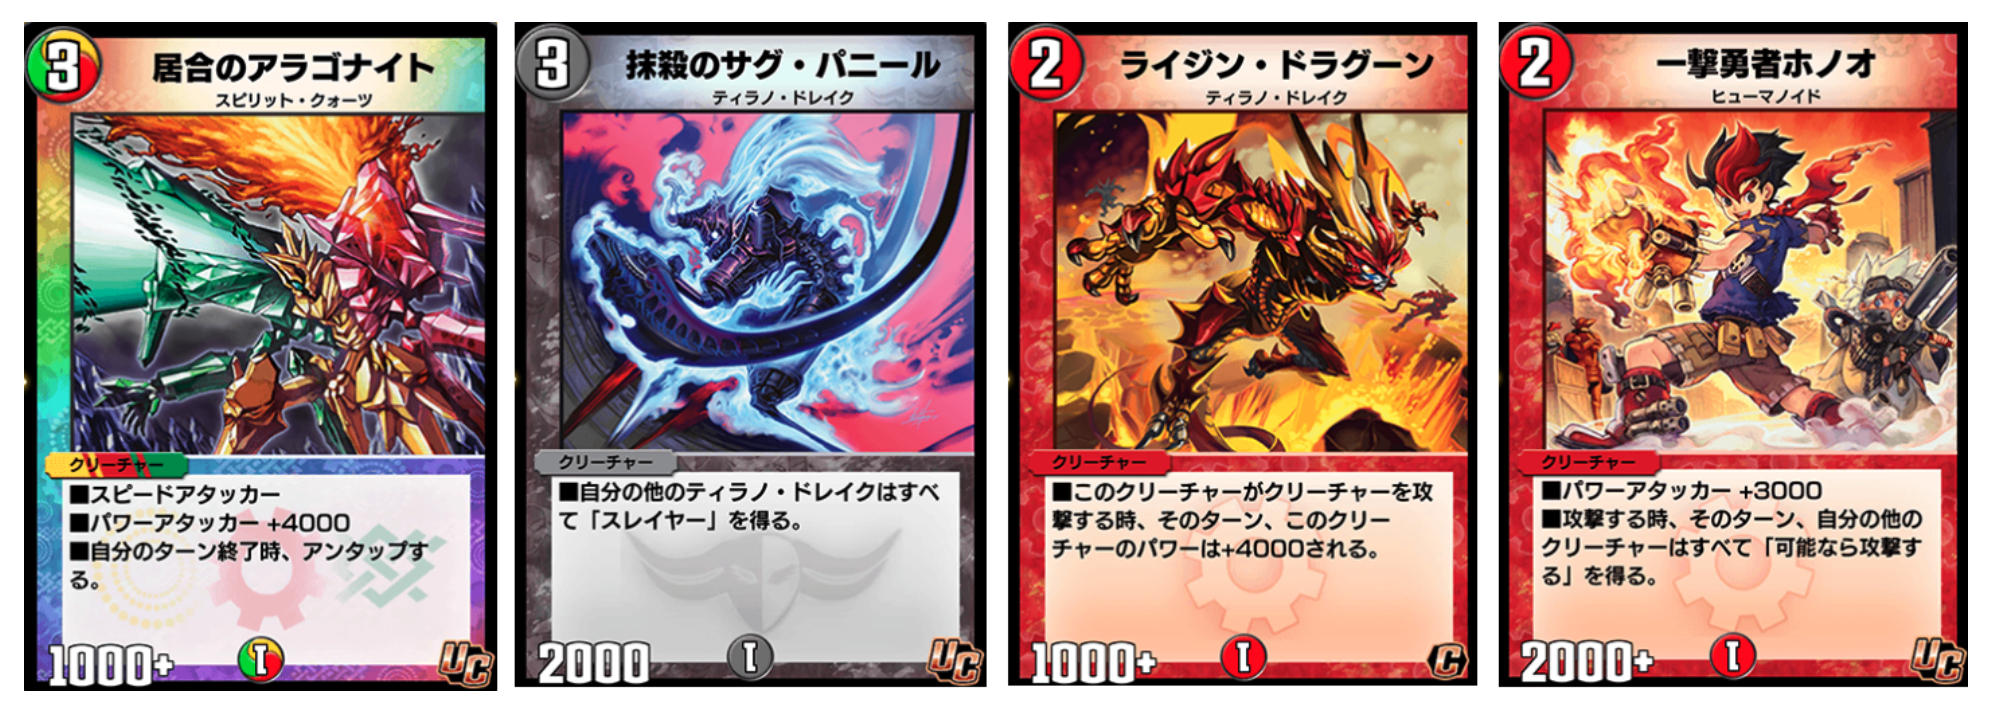 3
居合のアラゴナイト
スピリット・クォーツ
クリーチャー
■スピードアタッカー
■パワーアタッカー +4000
■自分のターン終了時、アンタップす
る。
1000+
I
UC
3
抹殺のサグ・パニール
ティラノ・ドレイク
クリーチャー
■自分の他のティラノ・ドレイクはすべ
て「スレイヤー」を得る。
2000
I
UC
2
ライジン・ドラグーン
ティラノ・ドレイク
クリーチャー
■このクリーチャーがクリーチャーを攻
撃する時、そのターン、このクリー
チャーのパワーは+4000される。
1000+
I
C
2
一撃勇者ホノオ
ヒューマノイド
クリーチャー
■パワーアタッカー +3000
■攻撃する時、そのターン、自分の他の
クリーチャーはすべて「可能なら攻撃す
る」を得る。
2000+
I
UC